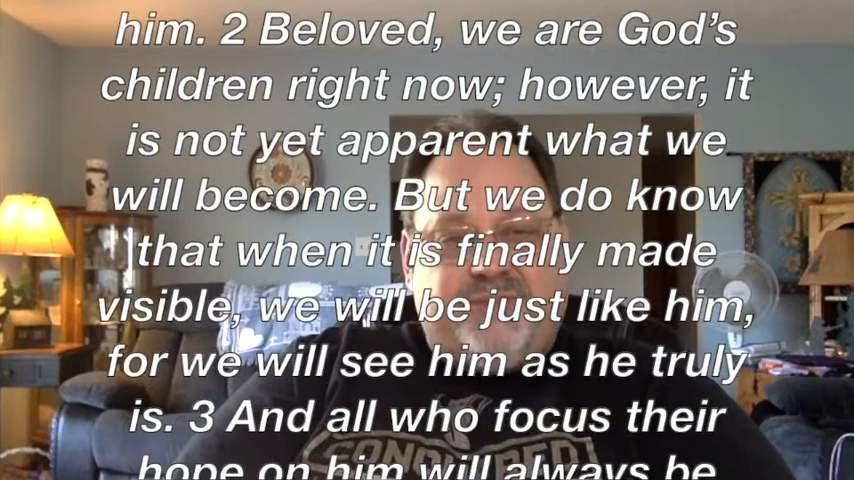 him. 2 Beloved, we are God's
children right now; however, it
is not yet apparent what we
will become. But we do know
that when it is finally made
visible, we will be just like him,
for we will see him as he truly
is. 3 And all who focus their
hope on him will always be
CONQUERED